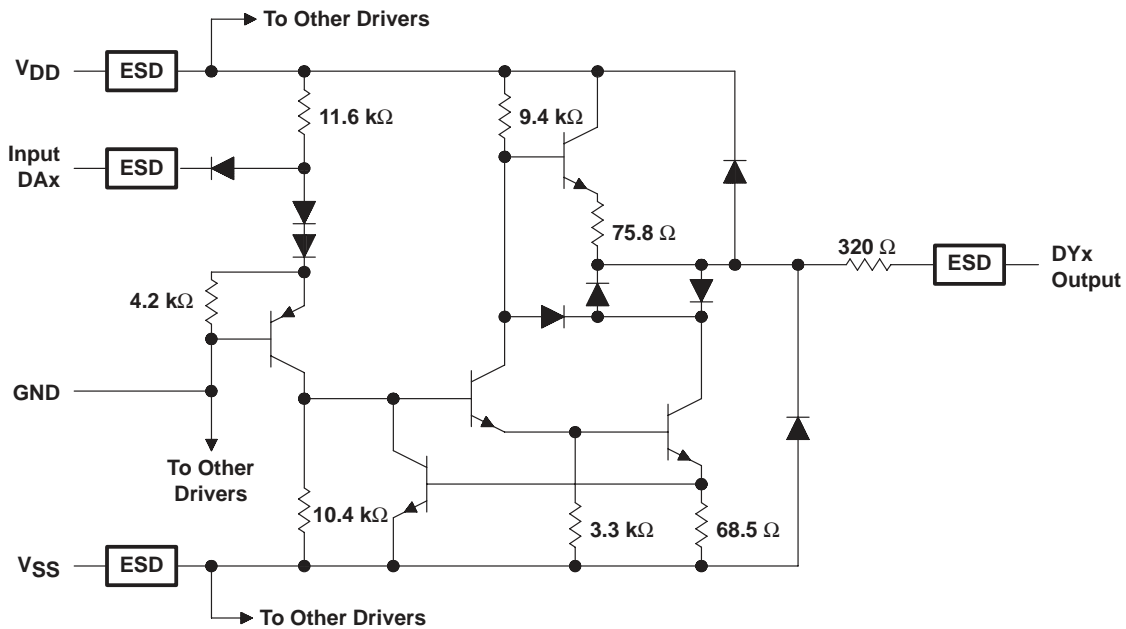 To Other Drivers
VDD
ESD
11.6 kΩ
9.4 kΩ
Input
DAx
ESD
75.8 Ω
320 Ω
ESD
DYx
Output
4.2 kΩ
GND
To Other
Drivers
10.4 kΩ
3.3 kΩ
68.5 Ω
VSS
ESD
To Other Drivers